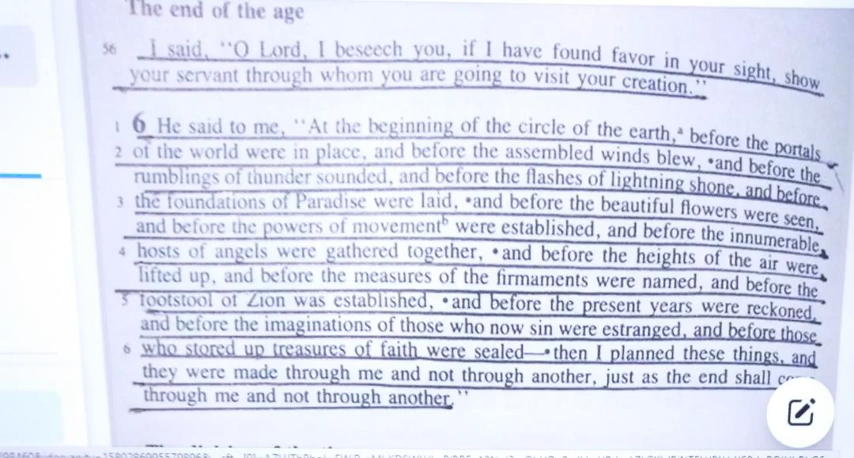 The end of the age
56 I said, "O Lord, I beseech you, if I have found favor in your sight, show
your servant through whom you are going to visit your creation."
1 6 He said to me, "At the beginning of the circle of the earth,ᵃ before the portals
2 of the world were in place, and before the assembled winds blew, •and before the
rumblings of thunder sounded, and before the flashes of lightning shone, and before
3 the foundations of Paradise were laid, •and before the beautiful flowers were seen,
and before the powers of movementᵇ were established, and before the innumerable
4 hosts of angels were gathered together, •and before the heights of the air were
lifted up, and before the measures of the firmaments were named, and before the
5 footstool of Zion was established, •and before the present years were reckoned,
and before the imaginations of those who now sin were estranged, and before those
6 who stored up treasures of faith were sealed—•then I planned these things, and
they were made through me and not through another, just as the end shall
through me and not through another."